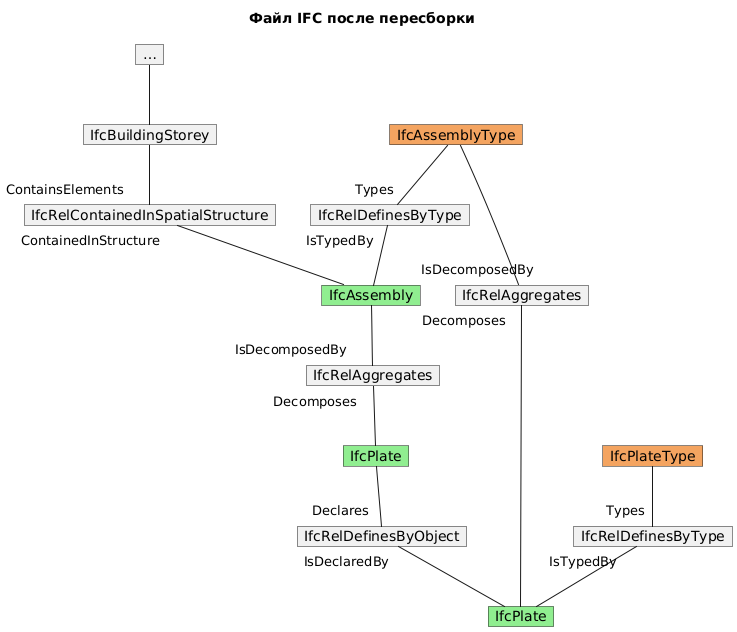 Файл IFC после пересборки
...
IfcBuildingStorey
IfcAssemblyType
ContainsElements
Types
IfcRelContainedInSpatialStructure
IfcRelDefinesByType
ContainedInStructure
IsTypedBy
IsDecomposedBy
IfcAssembly
IfcRelAggregates
Decomposes
IsDecomposedBy
IfcRelAggregates
Decomposes
IfcPlate
IfcPlateType
Declares
Types
IfcRelDefinesByObject
IfcRelDefinesByType
IsDeclaredBy
IsTypedBy
IfcPlate